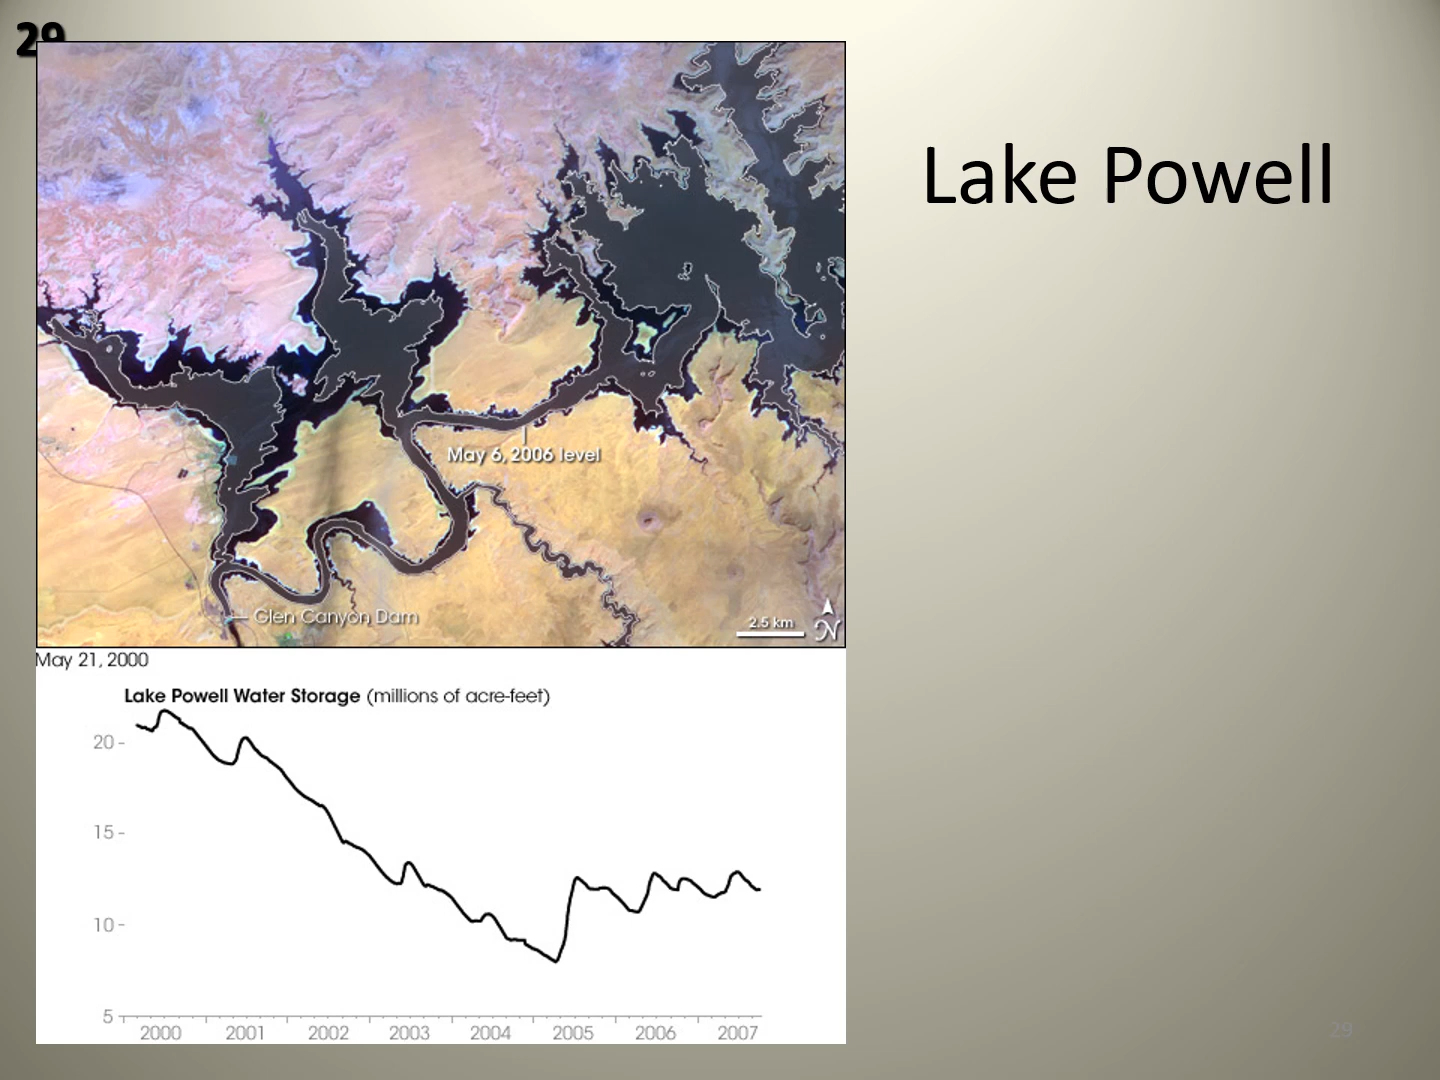 29
Lake Powell
May 6, 2006 level
Glen Canyon Dam
2.5 km
N
May 21, 2000
Lake Powell Water Storage (millions of acre-feet)
20
15
10
5
2000 2001 2002 2003 2004 2005 2006 2007
29